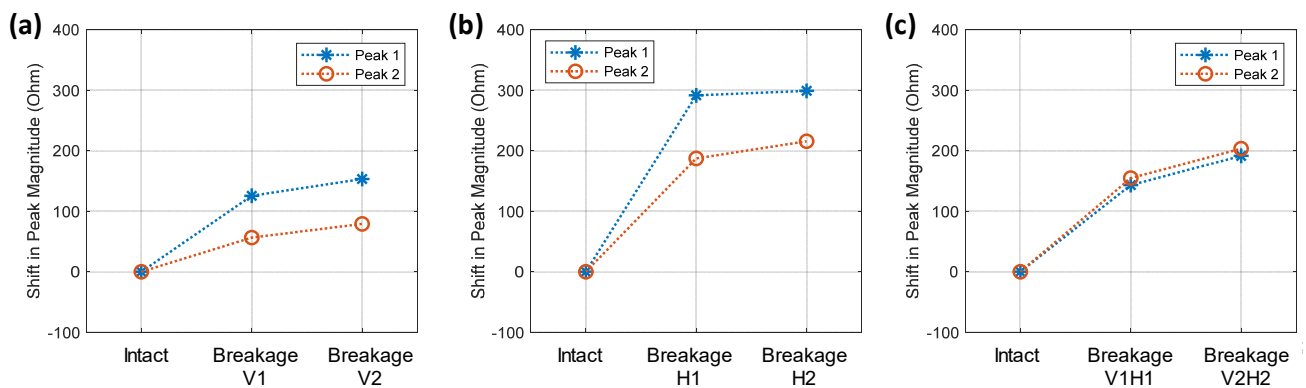 (a)
Shift in Peak Magnitude (Ohm)
400
300
200
100
0
-100
Peak 1
Peak 2
Intact
Breakage
V1
Breakage
V2
(b)
Shift in Peak Magnitude (Ohm)
400
300
200
100
0
-100
Peak 1
Peak 2
Intact
Breakage
H1
Breakage
H2
(c)
Shift in Peak Magnitude (Ohm)
400
300
200
100
0
-100
Peak 1
Peak 2
Intact
Breakage
V1H1
Breakage
V2H2